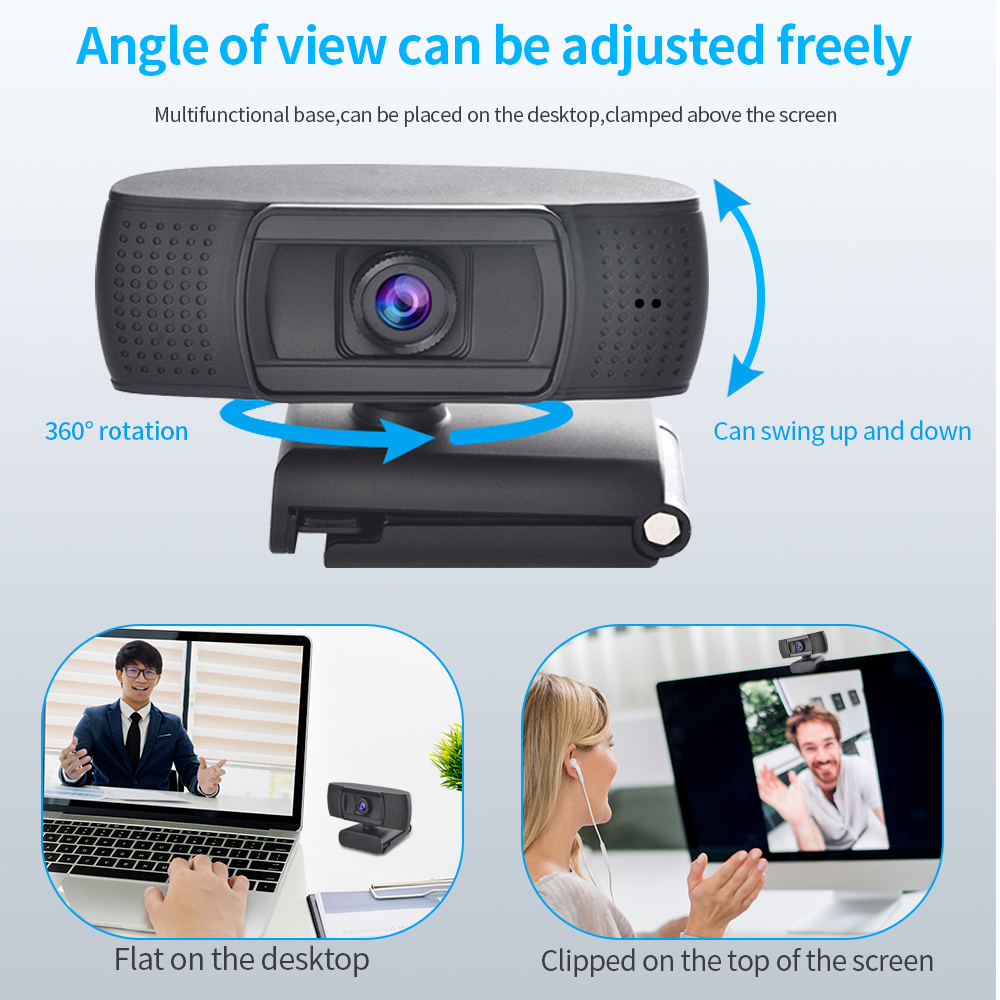 Angle of view can be adjusted freely
Multifunctional base,can be placed on the desktop,clamped above the screen
360° rotation
Can swing up and down
Flat on the desktop
Clipped on the top of the screen